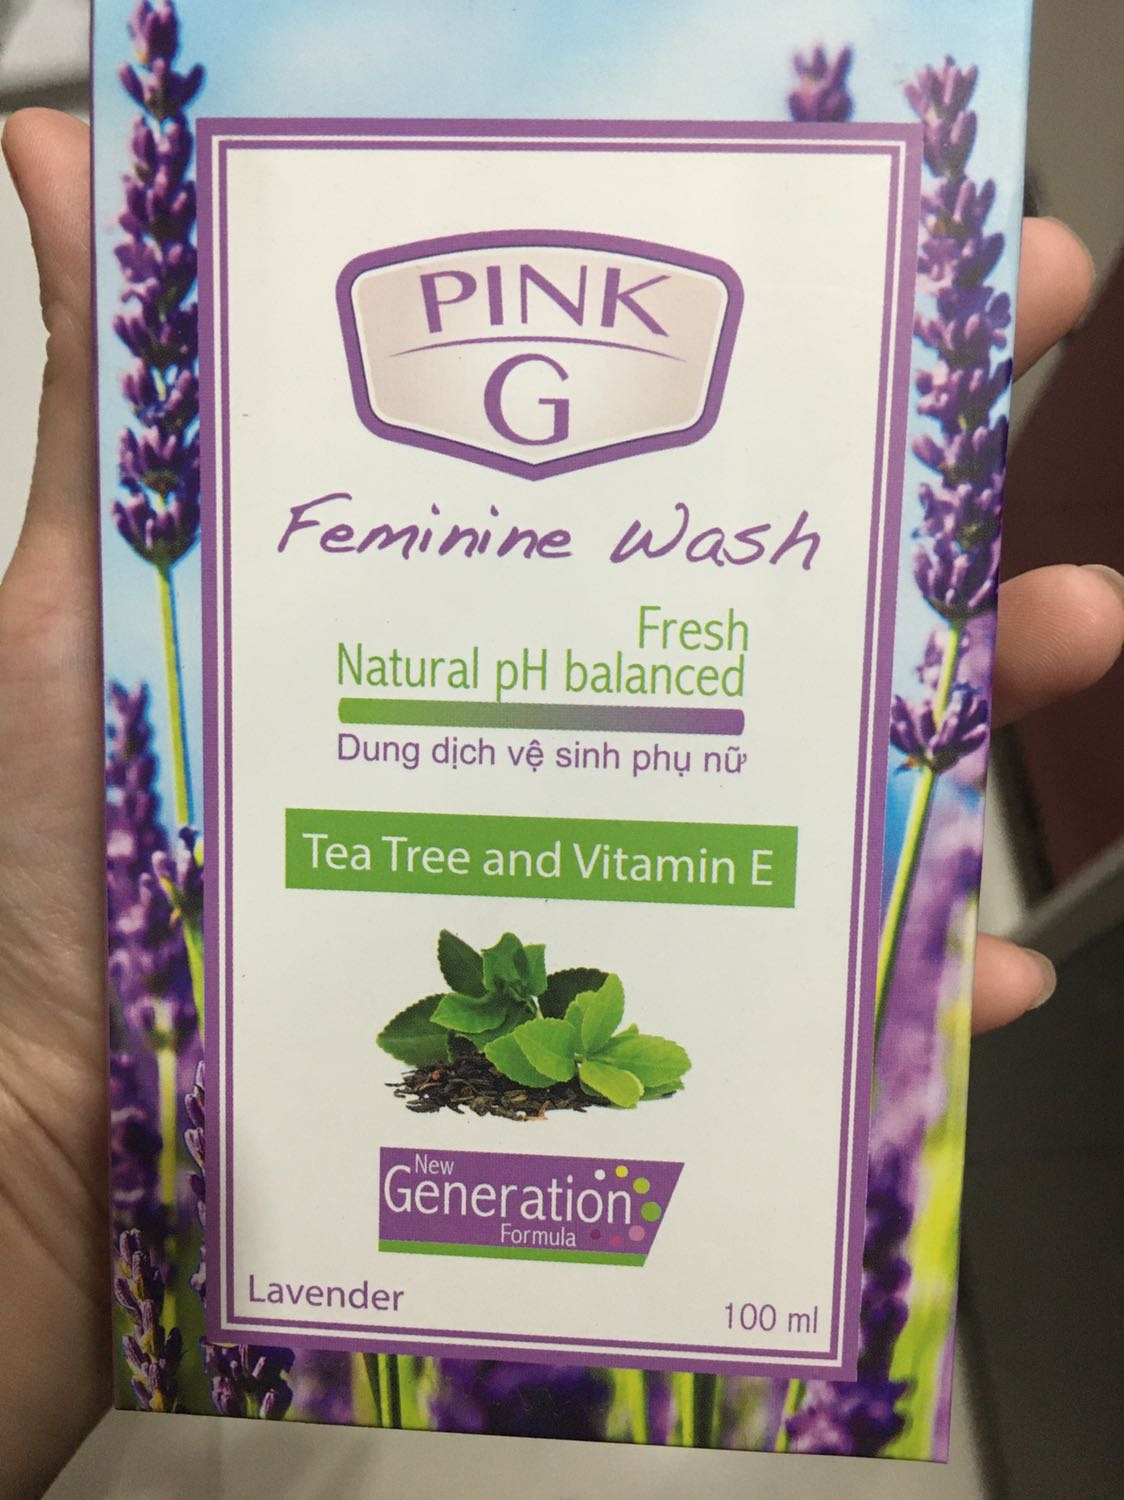 PINK
G
Feminine Wash
Fresh
Natural pH balanced
Dung dịch vệ sinh phụ nữ
Tea Tree and Vitamin E
New
Generation
Formula
Lavender
100 ml